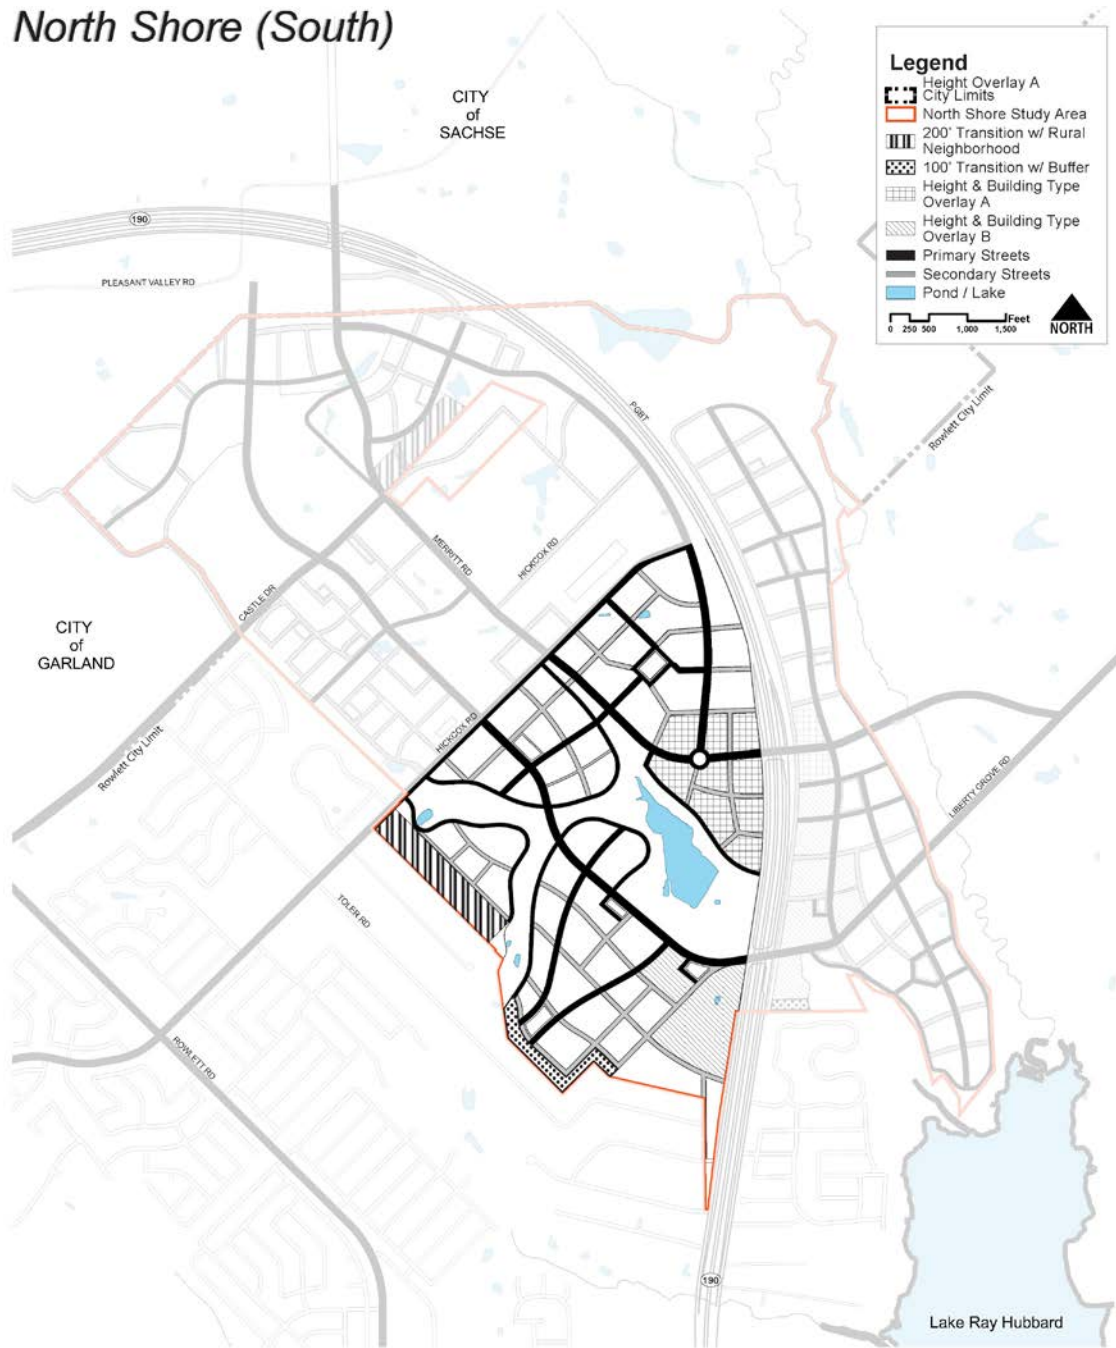 North Shore (South)
Legend
Height Overlay A
City Limits
North Shore Study Area
200' Transition w/ Rural
Neighborhood
100' Transition w/ Buffer
Height & Building Type
Overlay A
Height & Building Type
Overlay B
Primary Streets
Secondary Streets
Pond / Lake
Feet
0 250 500 1,000 1,500
NORTH
CITY
of
SACHSE
190
PLEASANT VALLEY RD
PGBT
Rowlett City Limit
MERRITT RD
HICKCOX RD
CASTLE DR
CITY
of
GARLAND
HICKCOX RD
Rowlett City Limit
LIBERTY GROVE RD
TOLER RD
ROWLETT RD
190
Lake Ray Hubbard